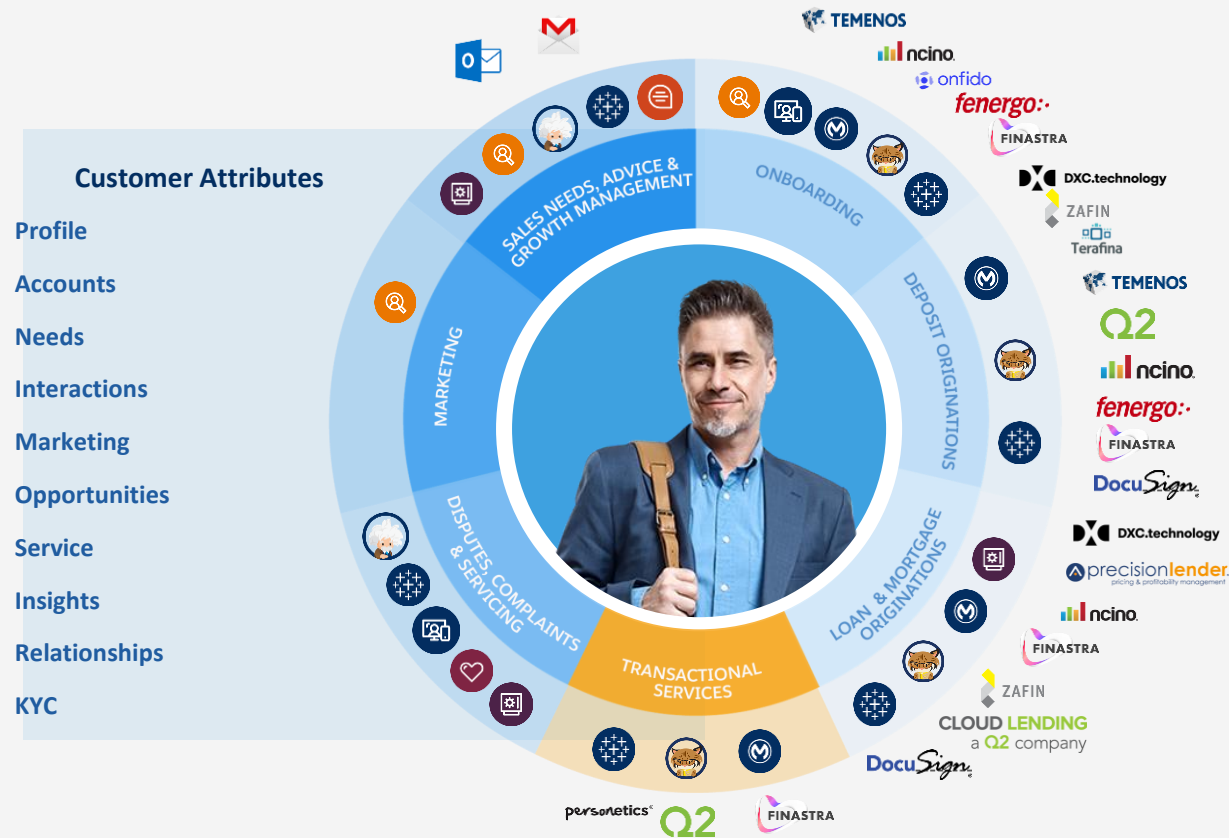 TEMENOS
ncino.
onfido
fenergo:·
FINASTRA
DXC.technology
ZAFIN
Terafina
TEMENOS
Q2
ncino.
fenergo:·
FINASTRA
DocuSign
DXC.technology
precisionlender.
pricing & profitability management
ncino.
FINASTRA
ZAFIN
CLOUD LENDING
a Q2 company
DocuSign
FINASTRA
Q2
personetics
O
Customer Attributes
Profile
Accounts
Needs
Interactions
Marketing
Opportunities
Service
Insights
Relationships
KYC
SALES NEEDS, ADVICE &
GROWTH MANAGEMENT
ONBOARDING
DEPOSIT ORIGINATIONS
LOAN & MORTGAGE
ORIGINATIONS
TRANSACTIONAL
SERVICES
DISPUTES, COMPLAINTS
& SERVICING
MARKETING